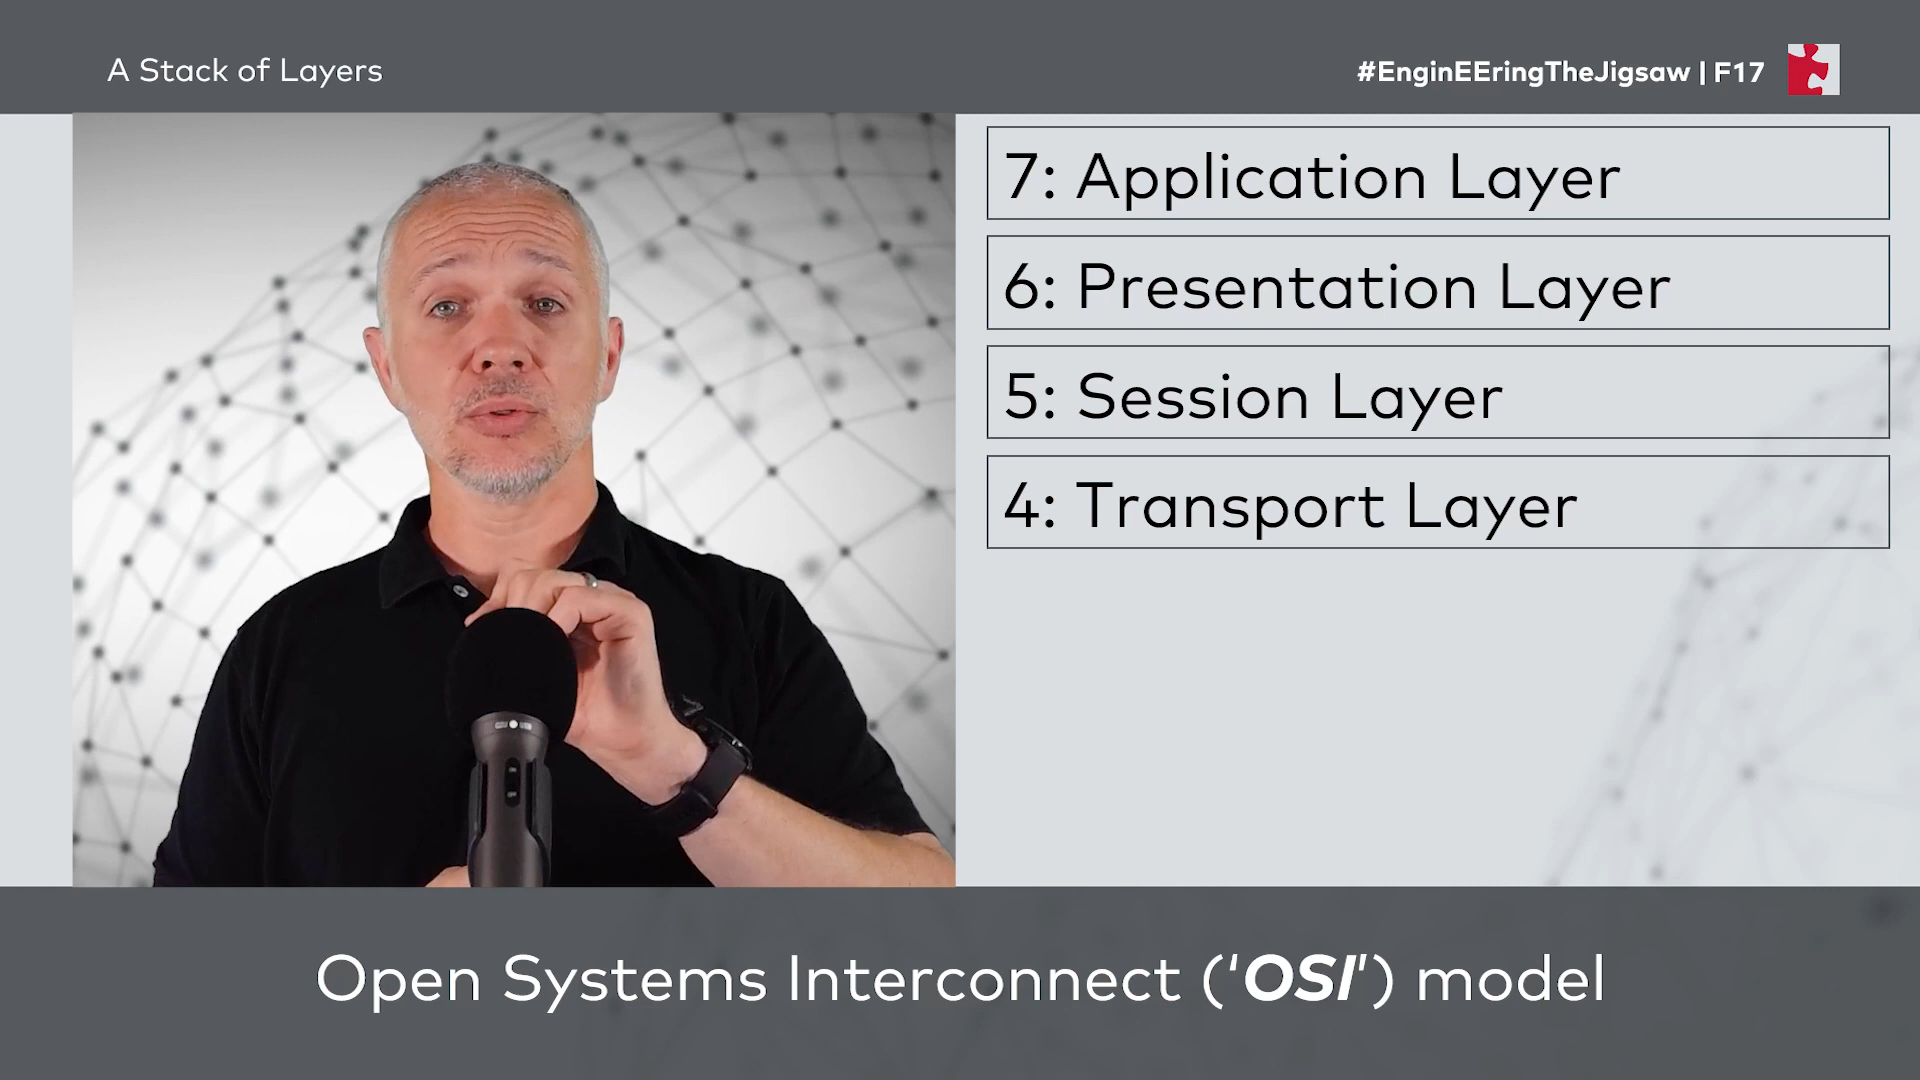 A Stack of Layers
#EnginEEringTheJigsaw | F17
7: Application Layer
6: Presentation Layer
5: Session Layer
4: Transport Layer
Open Systems Interconnect (‘OSI’) model